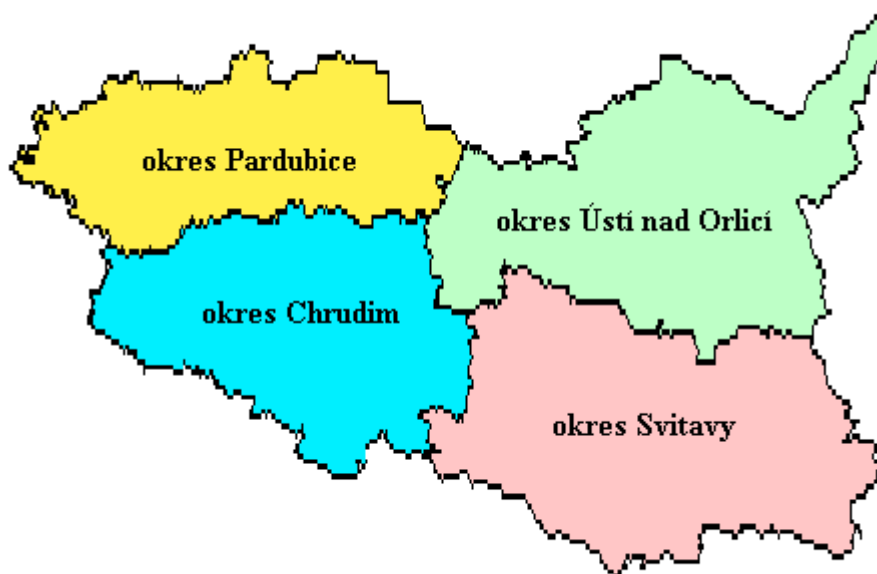 okres Pardubice
okres Ústí nad Orlicí
okres Chrudim
okres Svitavy